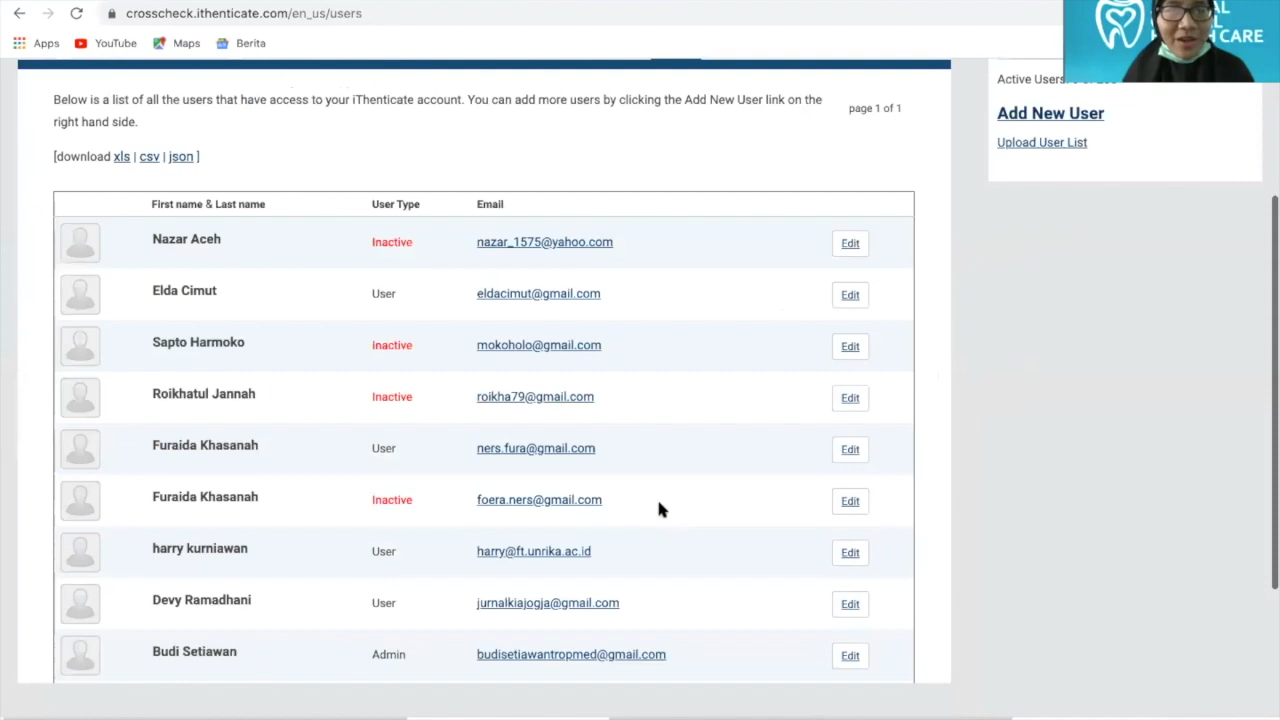 crosscheck.ithenticate.com/en_us/users
Apps YouTube Maps Berita
CARE
Below is a list of all the users that have access to your iThenticate account. You can add more users by clicking the Add New User link on the
right hand side.
page 1 of 1
[download xls | csv | json ]
First name & Last name User Type Email
Nazar Aceh Inactive nazar_1575@yahoo.com Edit
Elda Cimut User eldacimut@gmail.com Edit
Sapto Harmoko Inactive mokoholo@gmail.com Edit
Roikhatul Jannah Inactive roikha79@gmail.com Edit
Furaida Khasanah User ners.fura@gmail.com Edit
Furaida Khasanah Inactive foera.ners@gmail.com Edit
harry kurniawan User harry@ft.unrika.ac.id Edit
Devy Ramadhani User jurnalkiajogja@gmail.com Edit
Budi Setiawan Admin budisetiawantropmed@gmail.com Edit
Active Users:
Add New User
Upload User List